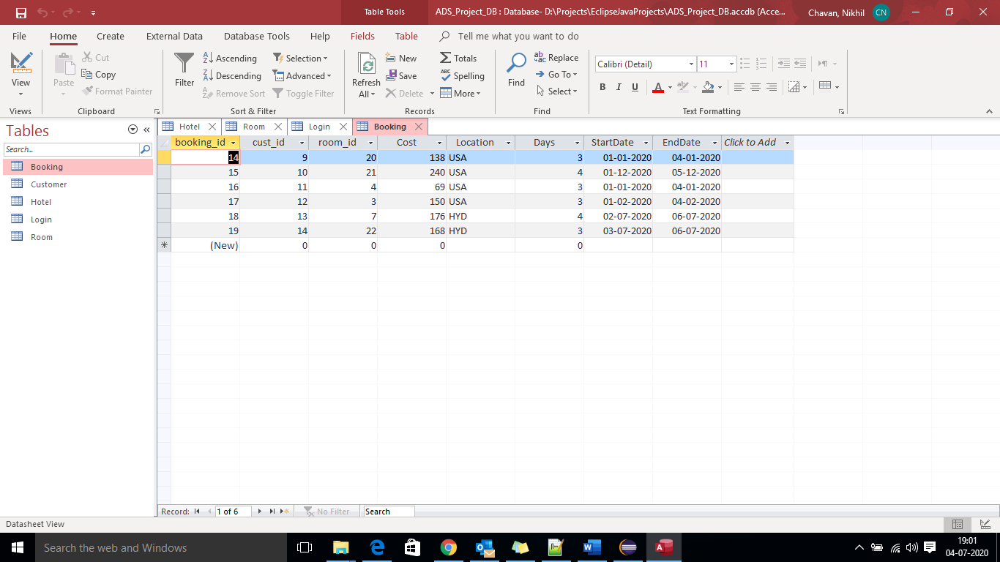 Table Tools ADS_Project_DB : Database- D:\Projects\EclipseJavaProjects\ADS_Project_DB.accdb (Acce... Chavan, Nikhil CN
File Home Create External Data Database Tools Help Fields Table Tell me what you want to do
View
Views
Paste
Cut
Copy
Format Painter
Clipboard
Filter
Ascending
Descending
Remove Sort
Selection
Advanced
Toggle Filter
Sort & Filter
Refresh
All
New
Save
Delete
Totals
Spelling
More
Records
Find
Replace
Go To
Select
Find
Calibri (Detail) 11
B I U
Text Formatting
Tables
Search...
Booking
Customer
Hotel
Login
Room
Hotel Room Login Booking
booking_id cust_id room_id Cost Location Days StartDate EndDate Click to Add
14 9 20 138 USA 3 01-01-2020 04-01-2020
15 10 21 240 USA 4 01-12-2020 05-12-2020
16 11 4 69 USA 3 01-01-2020 04-01-2020
17 12 3 150 USA 3 01-02-2020 04-02-2020
18 13 7 176 HYD 4 02-07-2020 06-07-2020
19 14 22 168 HYD 3 03-07-2020 06-07-2020
(New) 0 0 0 0
Record: 1 of 6 No Filter Search
Datasheet View
Search the web and Windows
19:01
04-07-2020